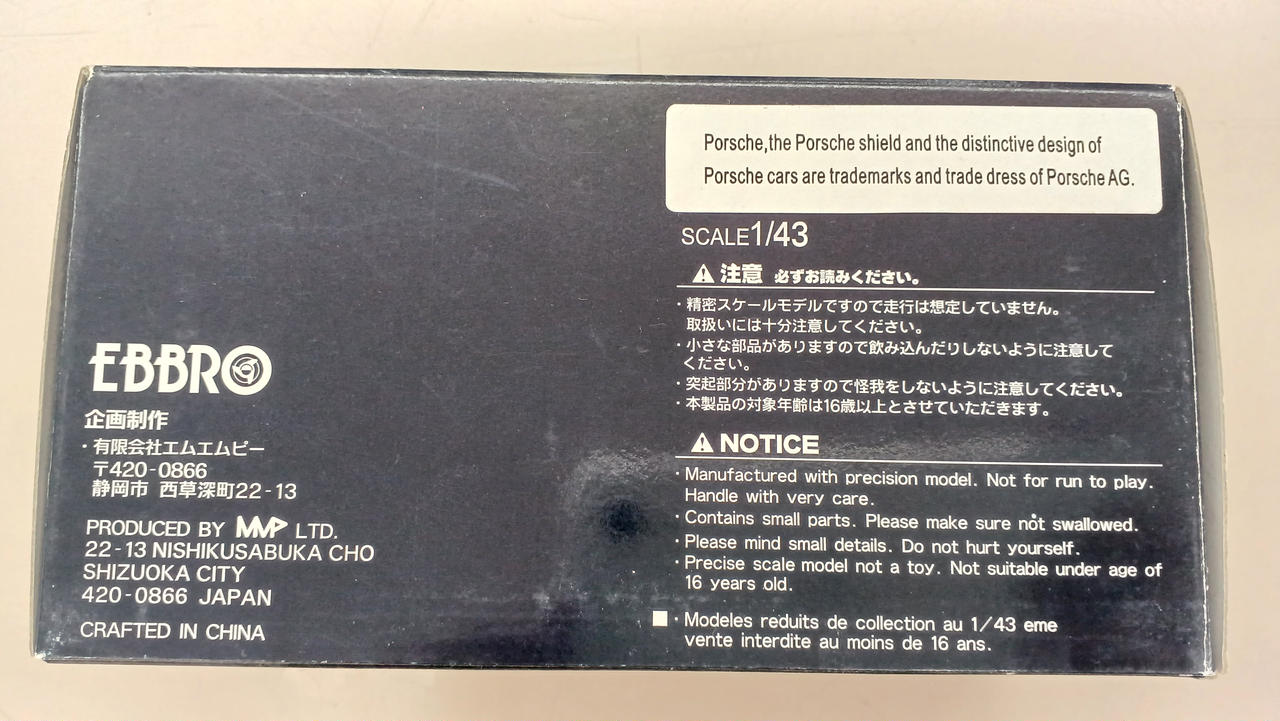 Porsche,the Porsche shield and the distinctive design of
Porsche cars are trademarks and trade dress of Porsche AG.
SCALE1/43
注意 必ずお読みください。
・精密スケールモデルですので走行は想定していません。
取扱いには十分注意してください。
・小さな部品がありますので飲み込んだりしないように注意して
ください。
・突起部分がありますので怪我をしないように注意してください。
・本製品の対象年齢は16歳以上とさせていただきます。
NOTICE
・Manufactured with precision model. Not for run to play.
Handle with very care.
・Contains small parts. Please make sure not swallowed.
・Please mind small details. Do not hurt yourself.
・Precise scale model not a toy. Not suitable under age of
16 years old.
■・Modeles reduits de collection au 1/43 eme
vente interdite au moins de 16 ans.
EBBRO
企画制作
・有限会社エムエムピー
〒420-0866
静岡市 西草深町22-13
PRODUCED BY MMP LTD.
22-13 NISHIKUSABUKA CHO
SHIZUOKA CITY
420-0866 JAPAN
CRAFTED IN CHINA